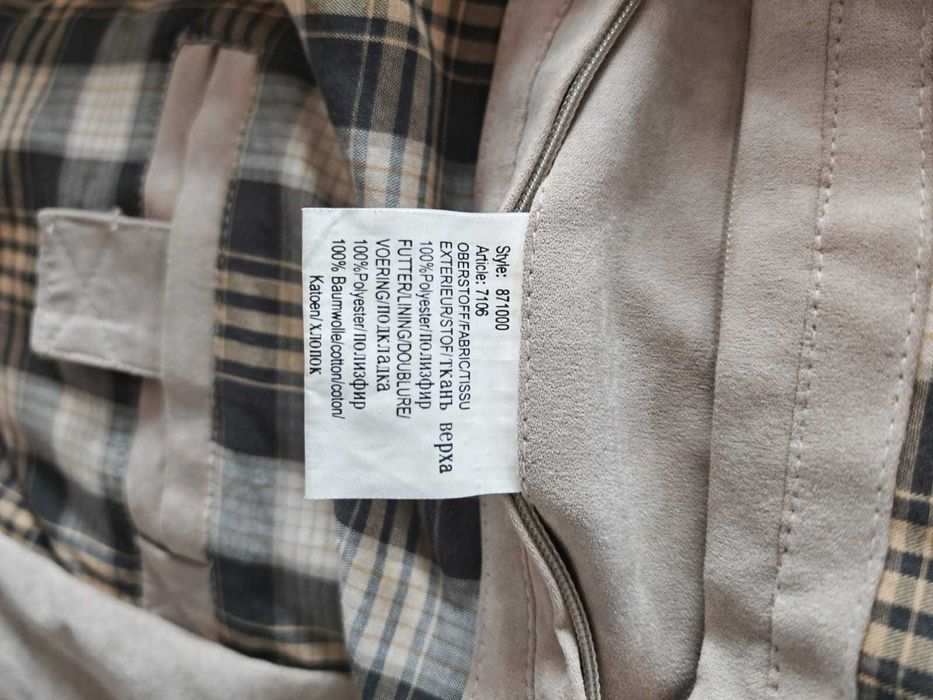 Style: 871000
Article: 7106
OBERSTOFF/FABRIC/TISSU
EXTERIEUR/STOF/ткань верха
100%Polyester/полиэфир
FUTTER/LINING/DOUBLURE/
VOERING/подкладка
100%Polyester/полиэфир
100% Baumwolle/cotton/coton/
Katoen/хлопок